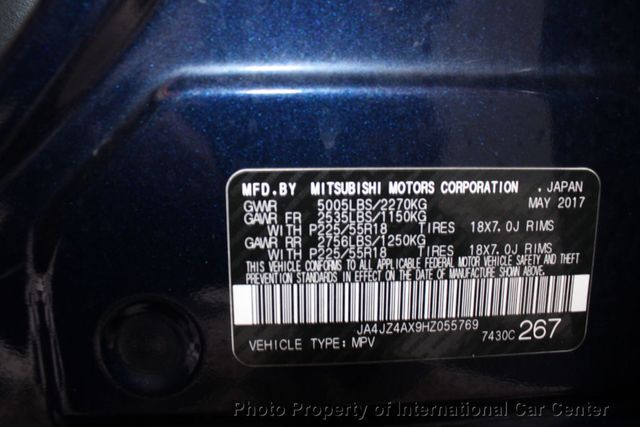 MFD.BY MITSUBISHI MOTORS CORPORATION , JAPAN
GVWR 5005LBS/2270KG MAY 2017
GAWR FR 2535LBS/1150KG
WITH P225/55R18 TIRES 18X7.0J RIMS
GAWR RR 2756LBS/1250KG
WITH P225/55R18 TIRES 18X7.0J RIMS
THIS VEHICLE CONFORMS TO ALL APPLICABLE FEDERAL MOTOR VEHICLE SAFETY AND THEFT
PREVENTION STANDARDS IN EFFECT ON THE DATE OF MANUFACTURE SHOWN ABOVE.
JA4JZ4AX9HZ055769
VEHICLE TYPE: MPV 7430C 267
Photo Property of International Car Center